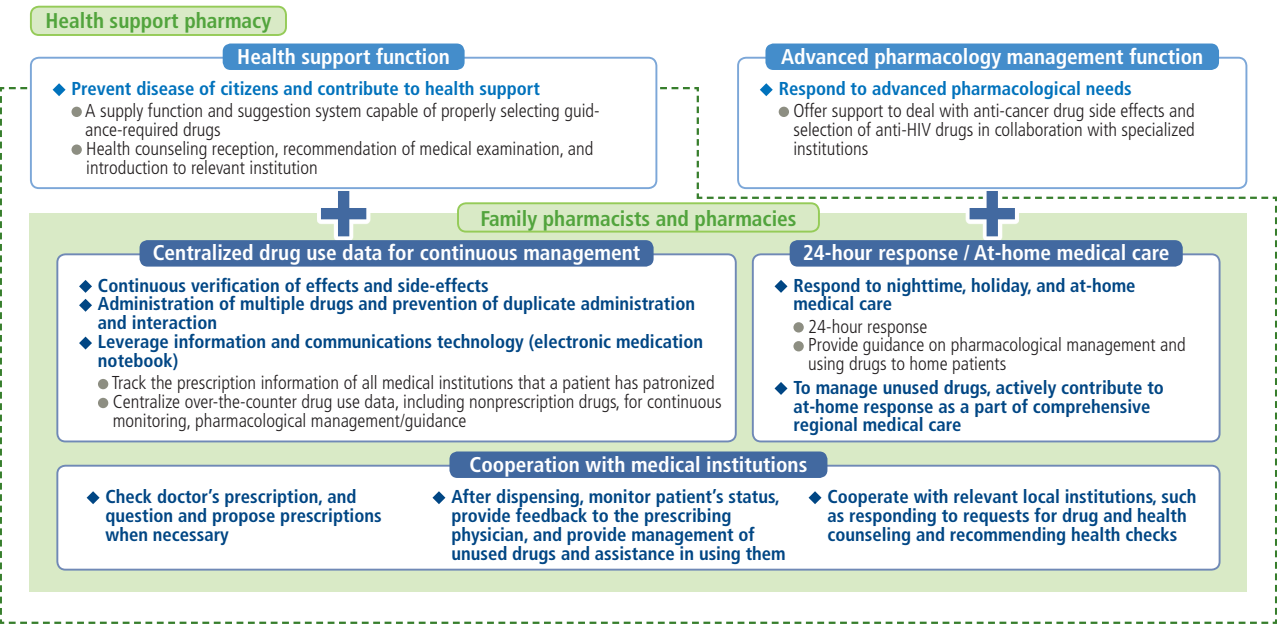 Health support pharmacy
Health support function
◆ Prevent disease of citizens and contribute to health support
● A supply function and suggestion system capable of properly selecting guid-
ance-required drugs
● Health counseling reception, recommendation of medical examination, and
introduction to relevant institution
Advanced pharmacology management function
◆ Respond to advanced pharmacological needs
● Offer support to deal with anti-cancer drug side effects and
selection of anti-HIV drugs in collaboration with specialized
institutions
Family pharmacists and pharmacies
Centralized drug use data for continuous management
◆ Continuous verification of effects and side-effects
◆ Administration of multiple drugs and prevention of duplicate administration
and interaction
◆ Leverage information and communications technology (electronic medication
notebook)
● Track the prescription information of all medical institutions that a patient has patronized
● Centralize over-the-counter drug use data, including nonprescription drugs, for continuous
monitoring, pharmacological management/guidance
24-hour response / At-home medical care
◆ Respond to nighttime, holiday, and at-home
medical care
● 24-hour response
● Provide guidance on pharmacological management and
using drugs to home patients
◆ To manage unused drugs, actively contribute to
at-home response as a part of comprehensive
regional medical care
Cooperation with medical institutions
◆ Check doctor's prescription, and
question and propose prescriptions
when necessary
◆ After dispensing, monitor patient's status,
provide feedback to the prescribing
physician, and provide management of
unused drugs and assistance in using them
◆ Cooperate with relevant local institutions, such
as responding to requests for drug and health
counseling and recommending health checks